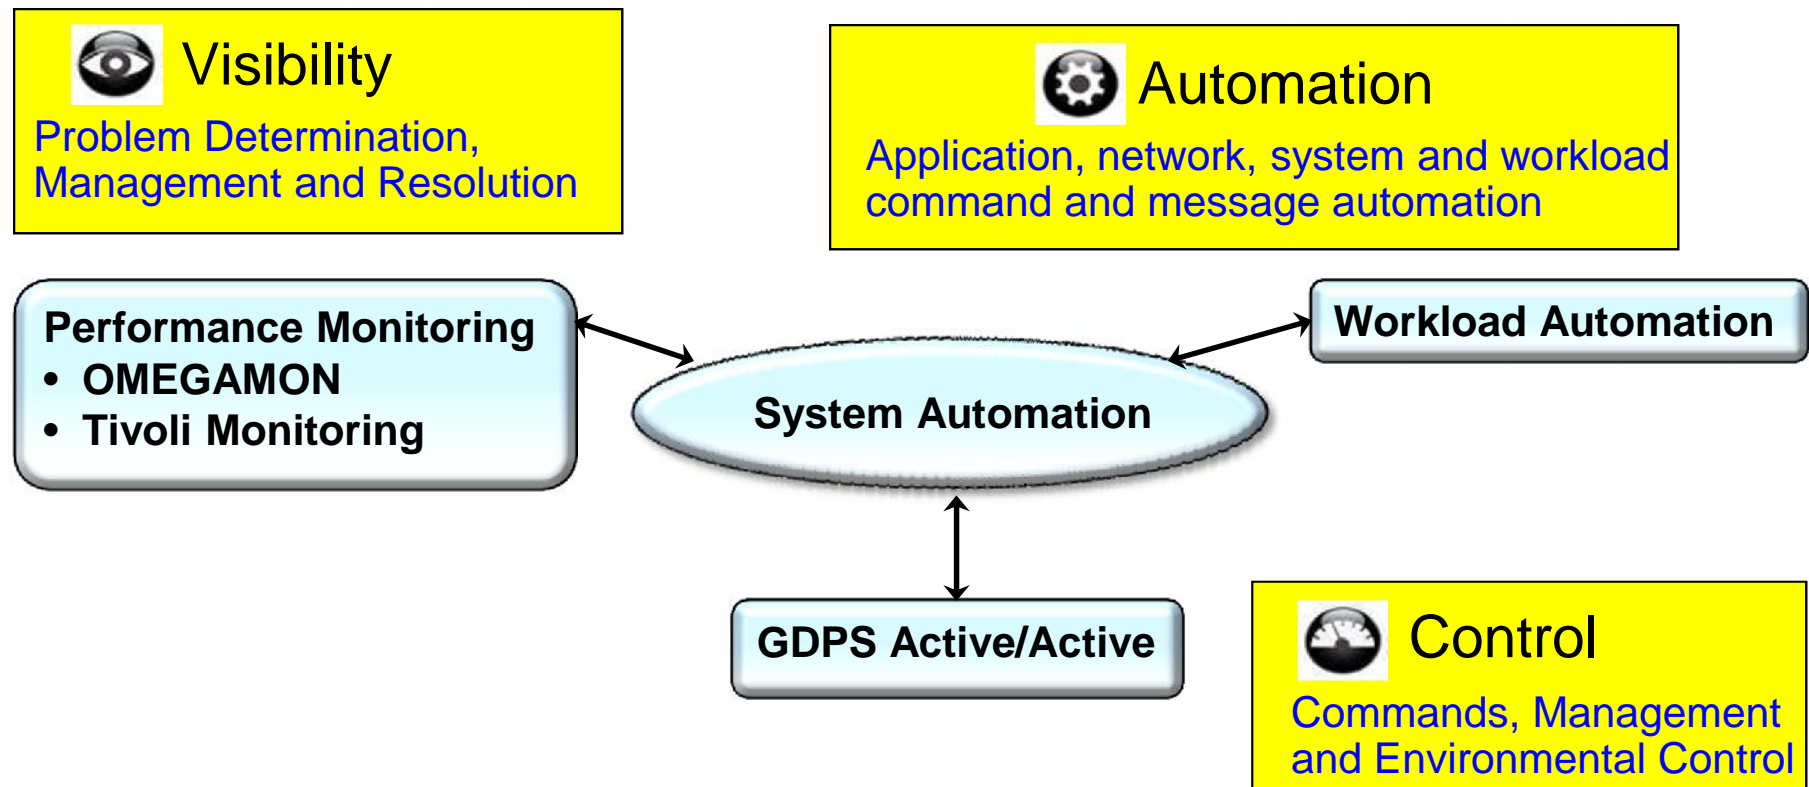 Visibility
Problem Determination,
Management and Resolution
Automation
Application, network, system and workload
command and message automation
Performance Monitoring
• OMEGAMON
• Tivoli Monitoring
Workload Automation
System Automation
GDPS Active/Active
Control
Commands, Management
and Environmental Control